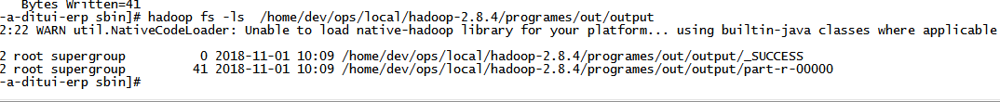 Bytes Written=41
-a-ditui-erp sbin]# hadoop fs -ls /home/dev/ops/local/hadoop-2.8.4/programes/out/output
2:22 WARN util.NativeCodeLoader: Unable to load native-hadoop library for your platform... using builtin-java classes where applicable
2 root supergroup 0 2018-11-01 10:09 /home/dev/ops/local/hadoop-2.8.4/programes/out/output/_SUCCESS
2 root supergroup 41 2018-11-01 10:09 /home/dev/ops/local/hadoop-2.8.4/programes/out/output/part-r-00000
-a-ditui-erp sbin]#